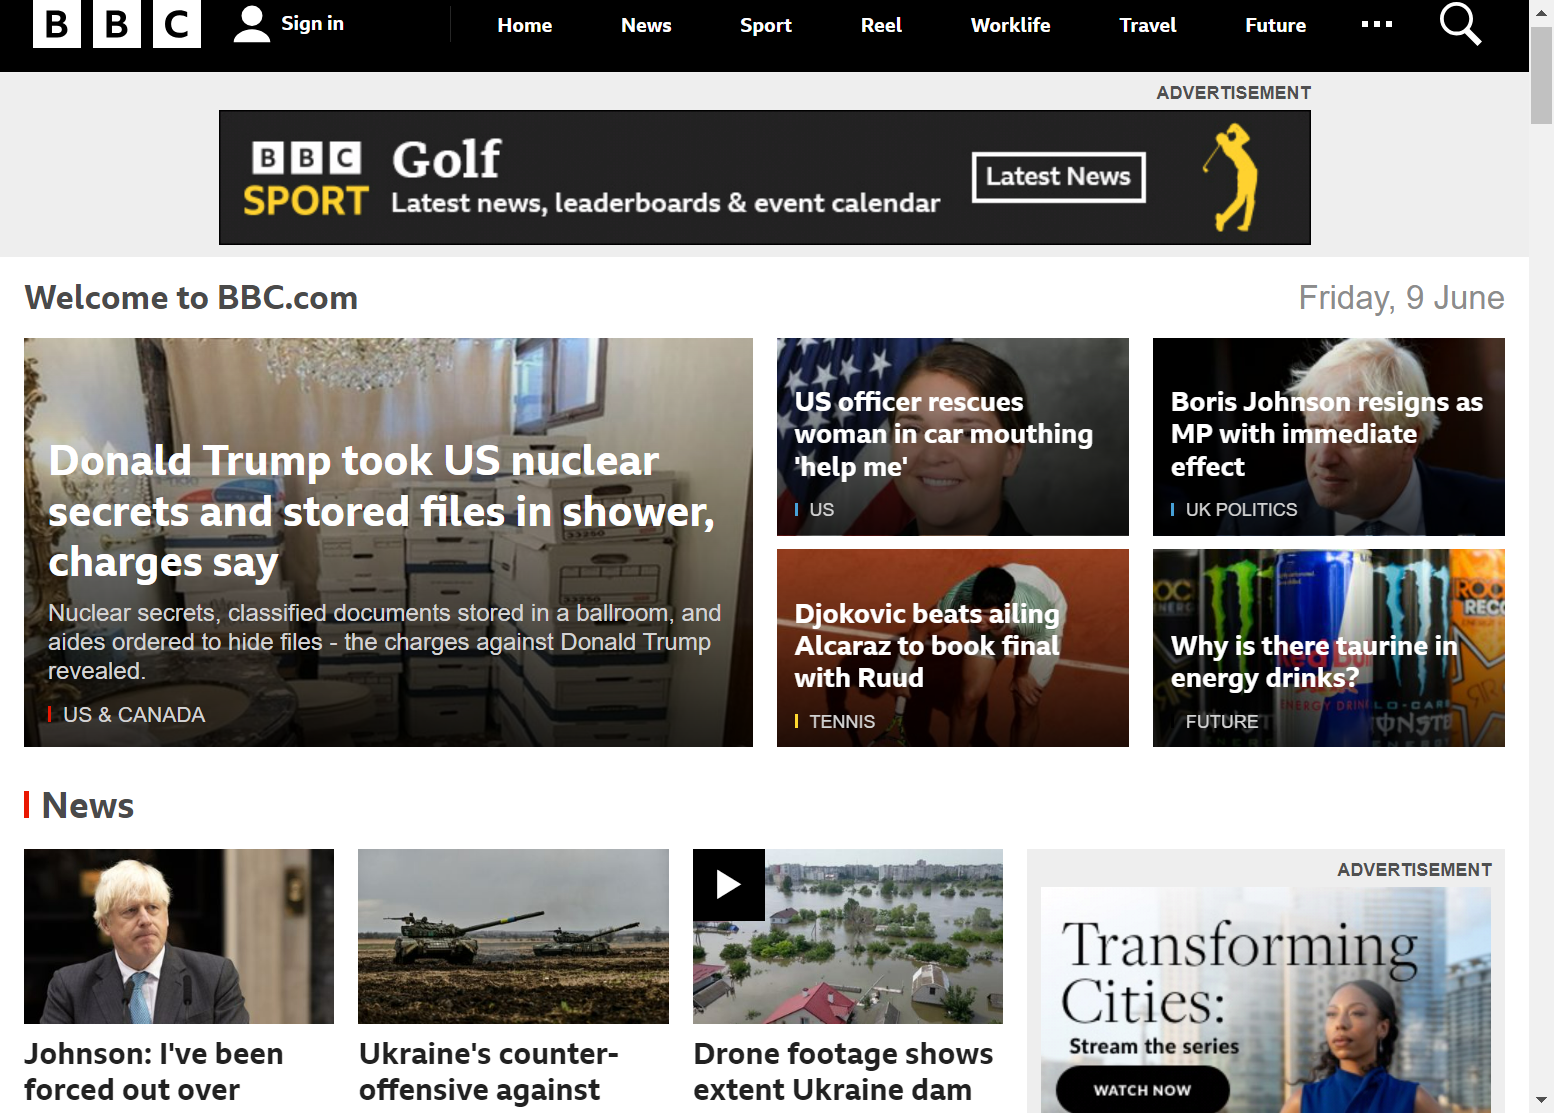 BBC
Sign in
Home
News
Sport
Reel
Worklife
Travel
Future
ADVERTISEMENT
BBC
SPORT
Golf
Latest news, leaderboards & event calendar
Latest News
Welcome to BBC.com
Friday, 9 June
Donald Trump took US nuclear
secrets and stored files in shower,
charges say
Nuclear secrets, classified documents stored in a ballroom, and
aides ordered to hide files - the charges against Donald Trump
revealed.
US & CANADA
US officer rescues
woman in car mouthing
'help me'
US
Boris Johnson resigns as
MP with immediate
effect
UK POLITICS
Djokovic beats ailing
Alcaraz to book final
with Ruud
TENNIS
Why is there taurine in
energy drinks?
FUTURE
Red Bull
ENERGY DRINK
LO-CARB
News
Johnson: I've been
forced out over
Ukraine's counter-
offensive against
Drone footage shows
extent Ukraine dam
ADVERTISEMENT
Transforming
Cities:
Stream the series
WATCH NOW